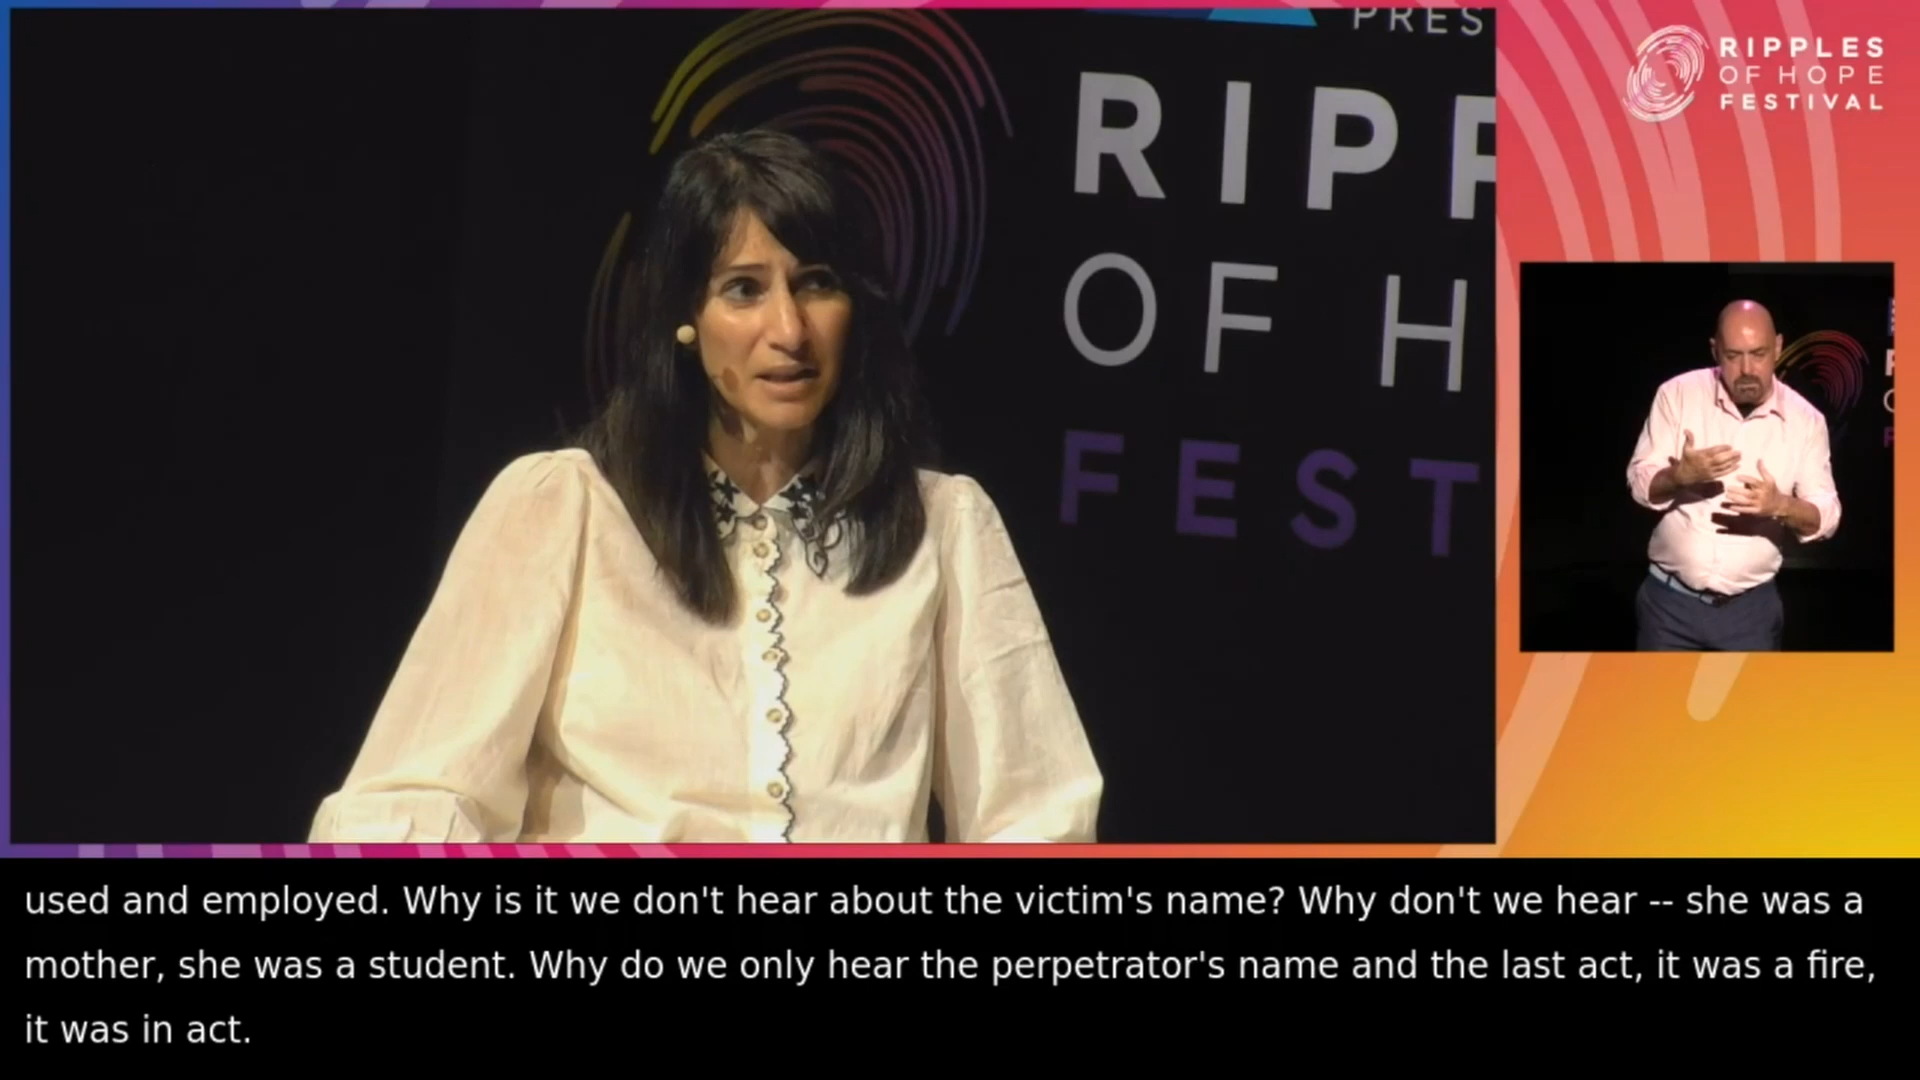 PRES
RIPP
OF H
FEST
RIPPLES
OF HOPE
FESTIVAL
used and employed. Why is it we don't hear about the victim's name? Why don't we hear -- she was a
mother, she was a student. Why do we only hear the perpetrator's name and the last act, it was a fire,
it was in act.